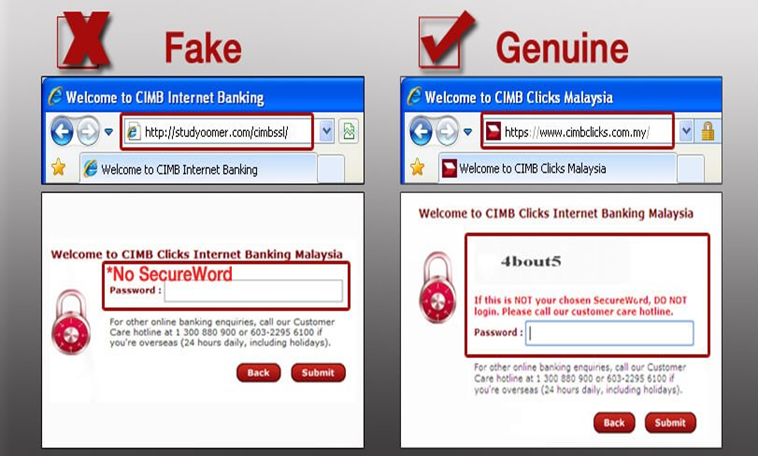 Fake
Genuine
Welcome to CIMB Internet Banking
http://studyoomer.com/cimbssl/
Welcome to CIMB Internet Banking
Welcome to CIMB Clicks Malaysia
https://www.cimbclicks.com.my/
Welcome to CIMB Clicks Malaysia
Welcome to CIMB Clicks Internet Banking Malaysia
*No SecureWord
Password :
For other online banking enquiries, call our Customer
Care hotline at 1 300 880 900 or 603-2295 6100 if
you're overseas (24 hours daily, including holidays).
Back
Submit
Welcome to CIMB Clicks Internet Banking Malaysia
4bout5
If this is NOT your chosen SecureWord, DO NOT
login. Please call our customer care hotline.
Password :
For other online banking enquiries, call our Customer
Care hotline at 1 300 880 900 or 603-2295 6100 if
you're overseas (24 hours daily, including holidays).
Back
Submit